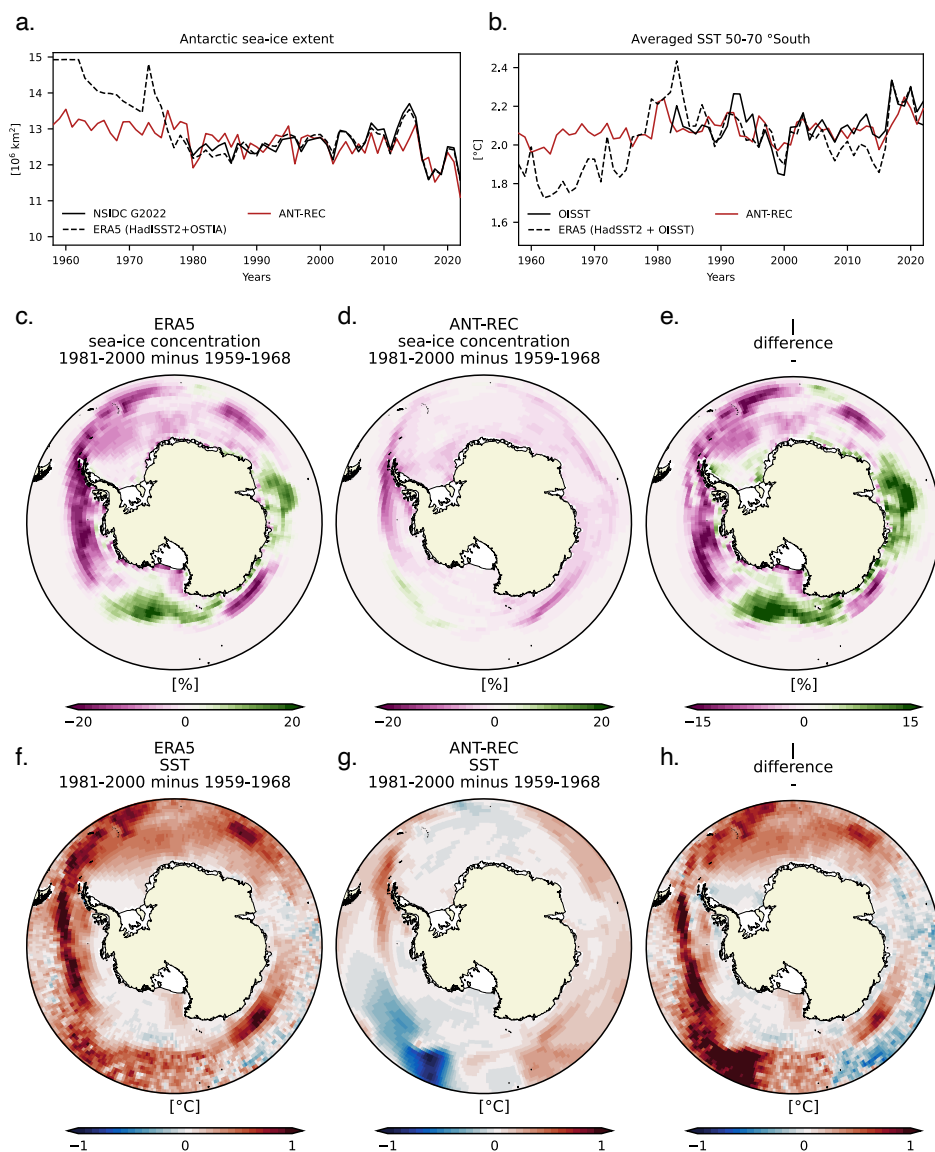 a.
Antarctic sea-ice extent
15
14
13
12
11
10
[10⁶ km²]
NSIDC G2022
ERA5 (HadISST2+OSTIA)
ANT-REC
1960
1970
1980
1990
2000
2010
2020
Years
b.
Averaged SST 50-70 °South
2.4
2.2
2.0
1.8
1.6
[°C]
OISST
ERA5 (HadSST2 + OISST)
ANT-REC
1960
1970
1980
1990
2000
2010
2020
Years
c.
ERA5
sea-ice concentration
1981-2000 minus 1959-1968
[%]
−20
0
20
d.
ANT-REC
sea-ice concentration
1981-2000 minus 1959-1968
[%]
−20
0
20
e.
|
difference
-
[%]
−15
0
15
f.
ERA5
SST
1981-2000 minus 1959-1968
[°C]
−1
0
1
g.
ANT-REC
SST
1981-2000 minus 1959-1968
[°C]
−1
0
1
h.
|
difference
-
[°C]
−1
0
1